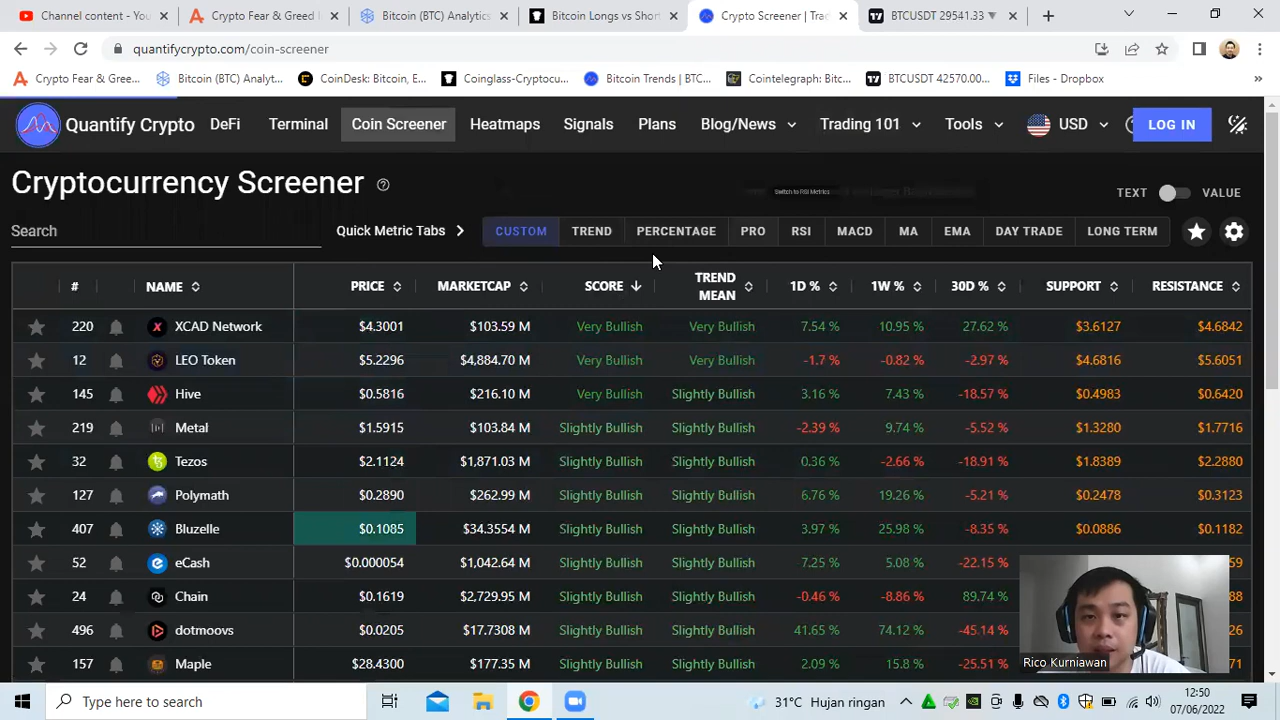 Channel content - You
Crypto Fear & Greed I
Bitcoin (BTC) Analytics
Bitcoin Longs vs Short
Crypto Screener | Trad
BTCUSDT 29541.33
quantifycrypto.com/coin-screener
Crypto Fear & Gree...
Bitcoin (BTC) Analyt...
CoinDesk: Bitcoin, E...
Coinglass-Cryptocu...
Bitcoin Trends | BTC...
Cointelegraph: Bitco...
BTCUSDT 42570.00...
Files - Dropbox
Quantify Crypto
DeFi
Terminal
Coin Screener
Heatmaps
Signals
Plans
Blog/News
Trading 101
Tools
USD
LOG IN
Cryptocurrency Screener
Switch to RSI Metrics
TEXT
VALUE
Search
Quick Metric Tabs
CUSTOM
TREND
PERCENTAGE
PRO
RSI
MACD
MA
EMA
DAY TRADE
LONG TERM
# NAME PRICE MARKETCAP SCORE TREND MEAN 1D % 1W % 30D % SUPPORT RESISTANCE
220 XCAD Network $4.3001 $103.59 M Very Bullish Very Bullish 7.54 % 10.95 % 27.62 % $3.6127 $4.6842
12 LEO Token $5.2296 $4,884.70 M Very Bullish Very Bullish -1.7 % -0.82 % -2.97 % $4.6816 $5.6051
145 Hive $0.5816 $216.10 M Very Bullish Slightly Bullish 3.16 % 7.43 % -18.57 % $0.4983 $0.6420
219 Metal $1.5915 $103.84 M Slightly Bullish Slightly Bullish -2.39 % 9.74 % -5.52 % $1.3280 $1.7716
32 Tezos $2.1124 $1,871.03 M Slightly Bullish Slightly Bullish 0.36 % -2.66 % -18.91 % $1.8389 $2.2880
127 Polymath $0.2890 $262.99 M Slightly Bullish Slightly Bullish 6.76 % 19.26 % -5.21 % $0.2478 $0.3123
407 Bluzelle $0.1085 $34.3554 M Slightly Bullish Slightly Bullish 3.97 % 25.98 % -8.35 % $0.0886 $0.1182
52 eCash $0.000054 $1,042.64 M Slightly Bullish Slightly Bullish 7.25 % 5.08 % -22.15 % 59
24 Chain $0.1619 $2,729.95 M Slightly Bullish Slightly Bullish -0.46 % -8.86 % 89.74 % 88
496 dotmoovs $0.0205 $17.7308 M Slightly Bullish Slightly Bullish 41.65 % 74.12 % -45.14 % 26
157 Maple $28.4300 $177.35 M Slightly Bullish Slightly Bullish 2.09 % 15.8 % -25.51 % 71
Rico Kurniawan
Type here to search
31°C Hujan ringan
12:50
07/06/2022